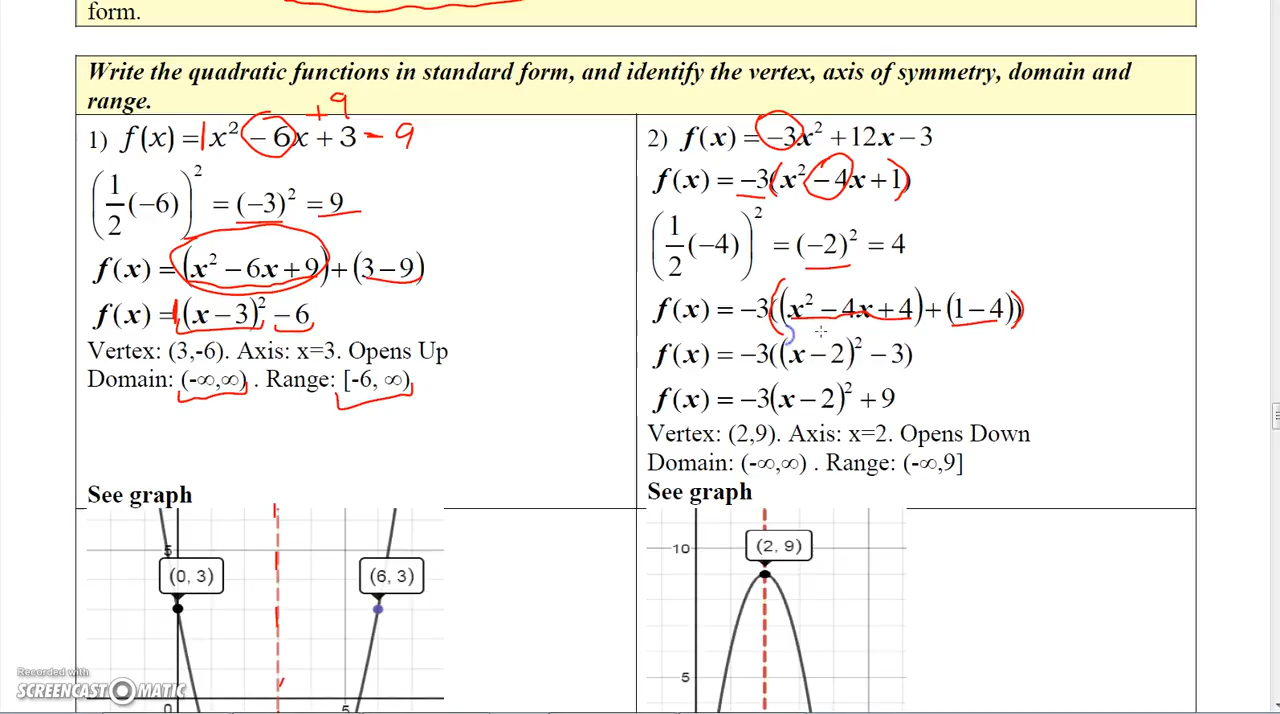 form.
Write the quadratic functions in standard form, and identify the vertex, axis of symmetry, domain and
range.
+9
1) f(x) = 1x² − 6x + 3 − 9
(1/2(−6))² = (−3)² = 9
f(x) = (x² − 6x + 9) + (3 − 9)
f(x) = 1(x − 3)² − 6
Vertex: (3,-6). Axis: x=3. Opens Up
Domain: (-∞,∞) . Range: [-6, ∞)
See graph
5
(0, 3)
(6, 3)
0
5
2) f(x) = −3x² + 12x − 3
f(x) = −3(x² − 4x + 1)
(1/2(−4))² = (−2)² = 4
f(x) = −3((x² − 4x + 4) + (1 − 4))
f(x) = −3((x − 2)² − 3)
f(x) = −3(x − 2)² + 9
Vertex: (2,9). Axis: x=2. Opens Down
Domain: (-∞,∞) . Range: (-∞,9]
See graph
10
(2, 9)
5
Recorded with
SCREENCAST-O-MATIC